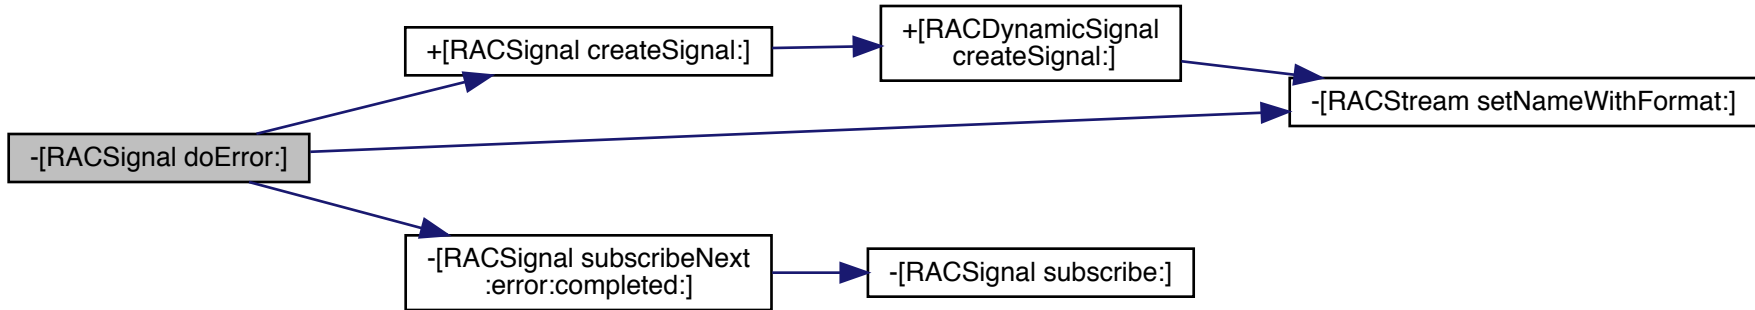 -[RACSignal doError:]
+[RACSignal createSignal:]
+[RACDynamicSignal
createSignal:]
-[RACStream setNameWithFormat:]
-[RACSignal subscribeNext
:error:completed:]
-[RACSignal subscribe:]